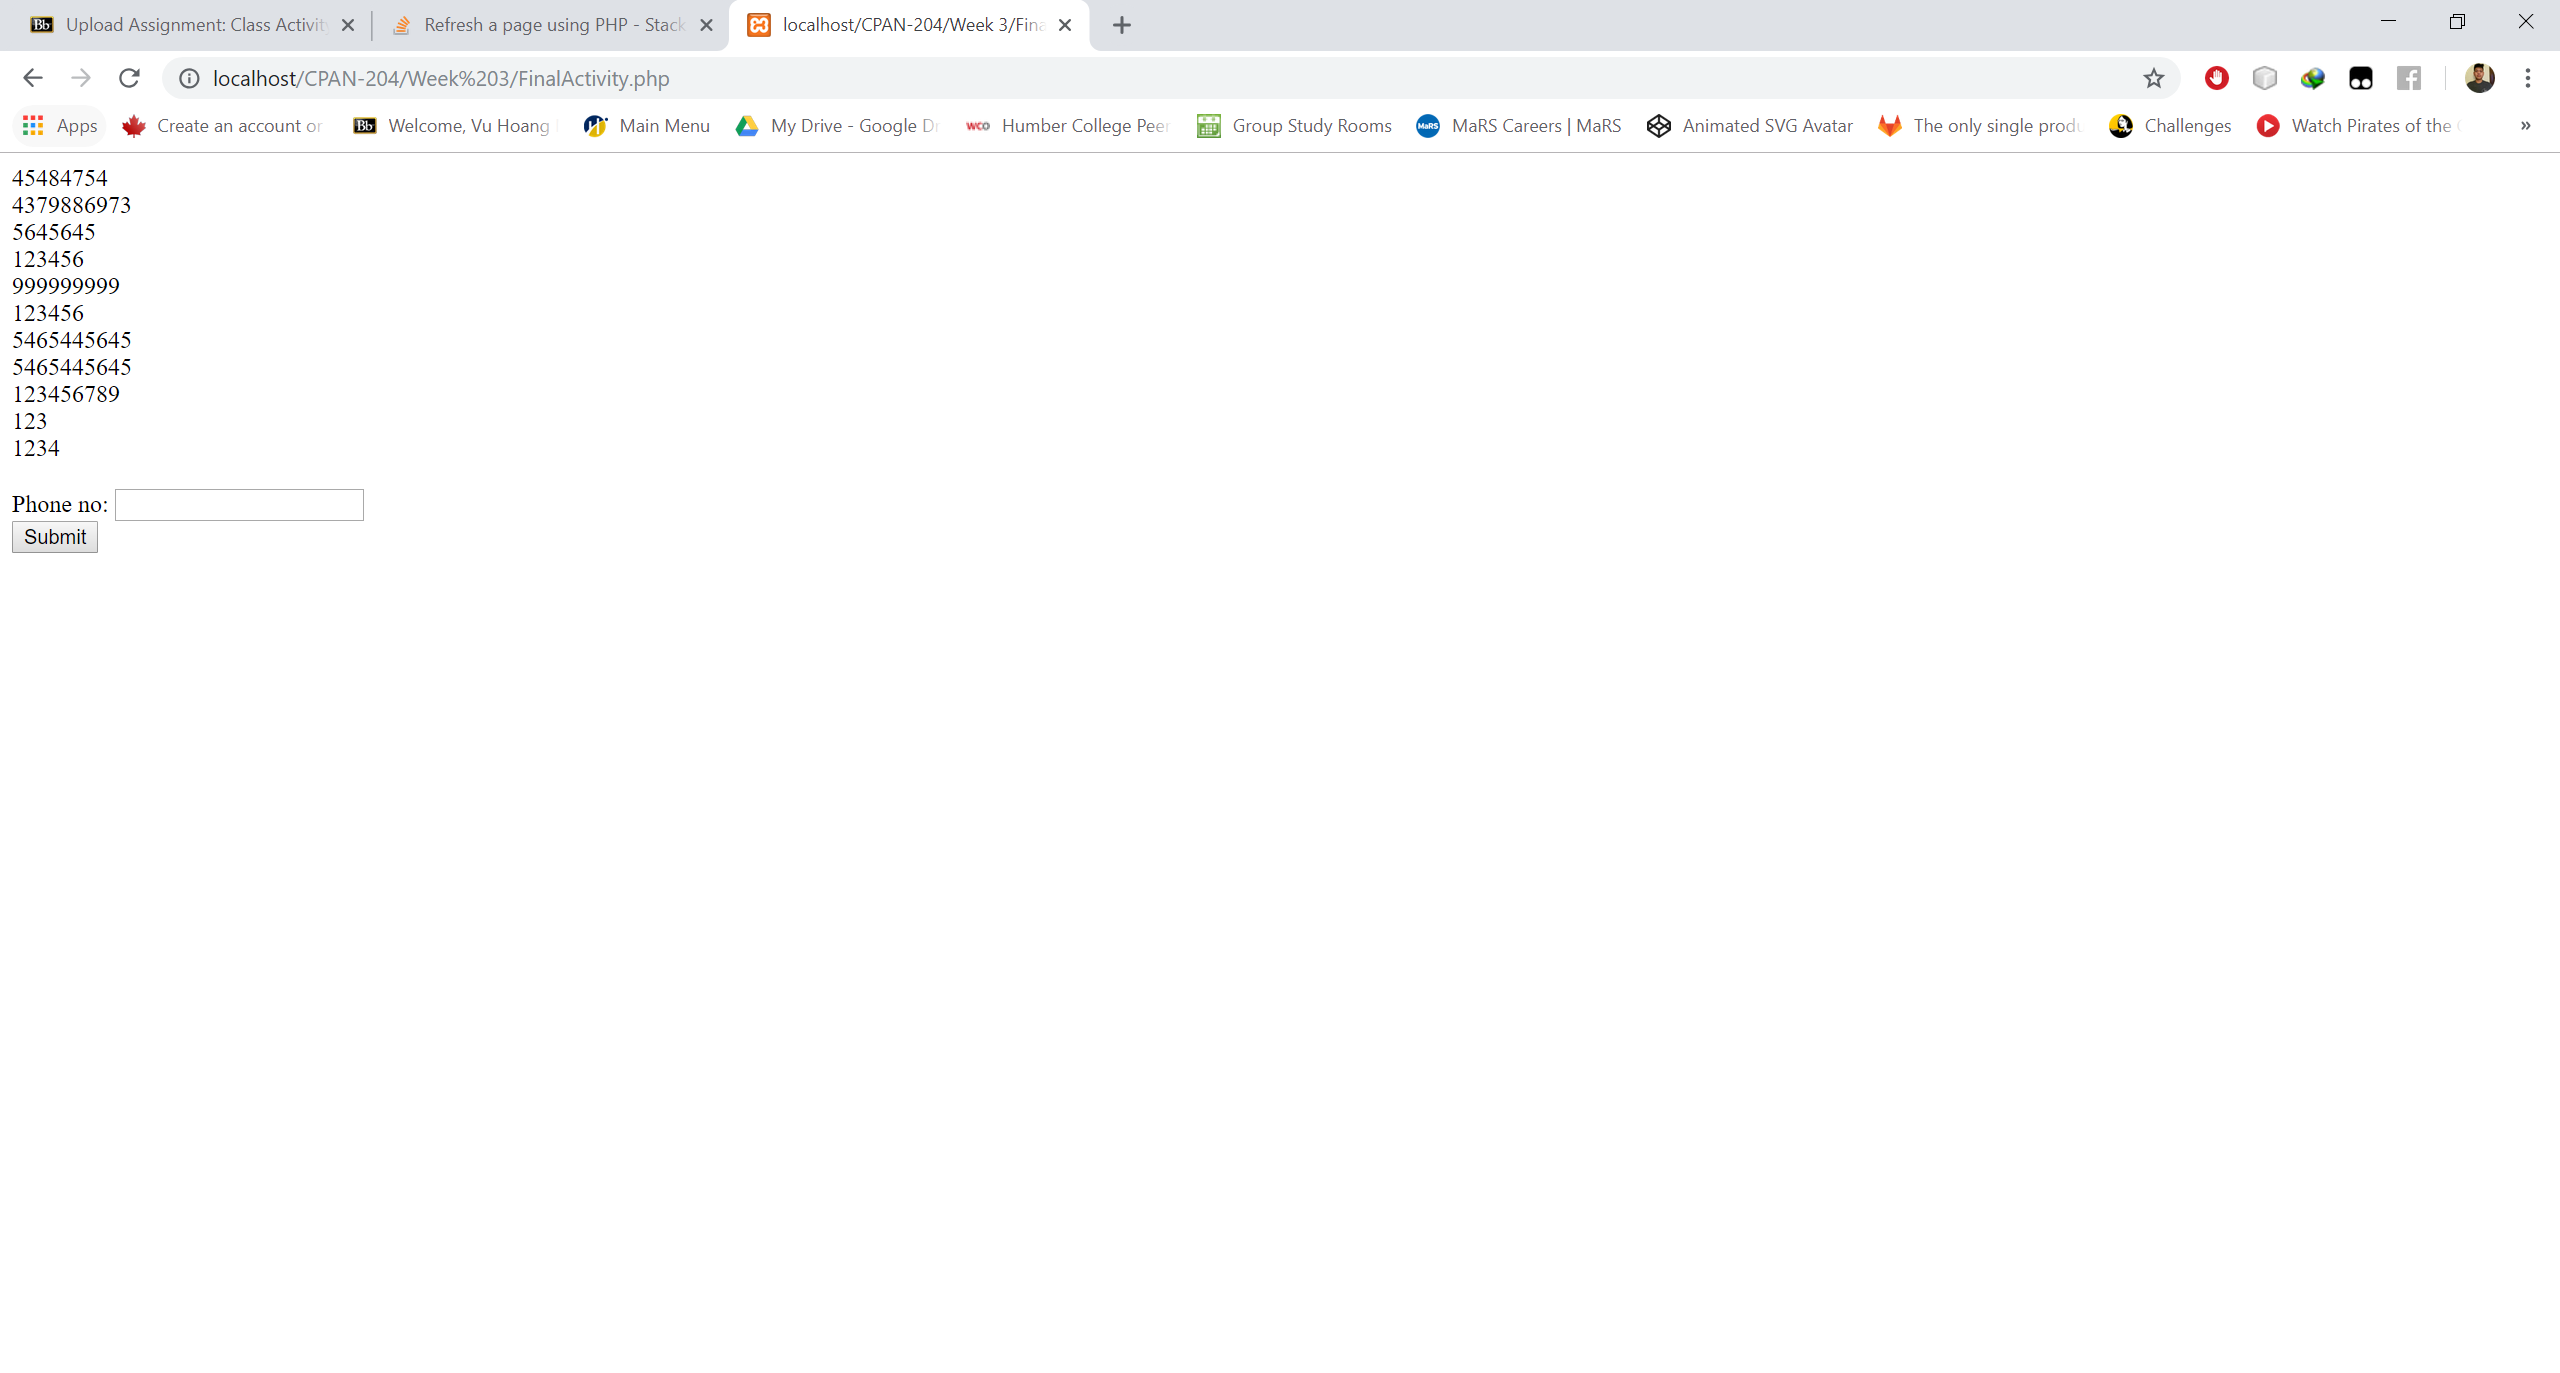 Upload Assignment: Class Activity
Refresh a page using PHP - Stack
localhost/CPAN-204/Week 3/Fina
localhost/CPAN-204/Week%203/FinalActivity.php
Apps
Create an account or
Bb
Welcome, Vu Hoang
Main Menu
My Drive - Google Dr
wco
Humber College Peer
Group Study Rooms
MaRS
MaRS Careers | MaRS
Animated SVG Avatar
The only single produ
Challenges
Watch Pirates of the C
»
45484754
4379886973
5645645
123456
999999999
123456
5465445645
5465445645
123456789
123
1234
Phone no:
Submit